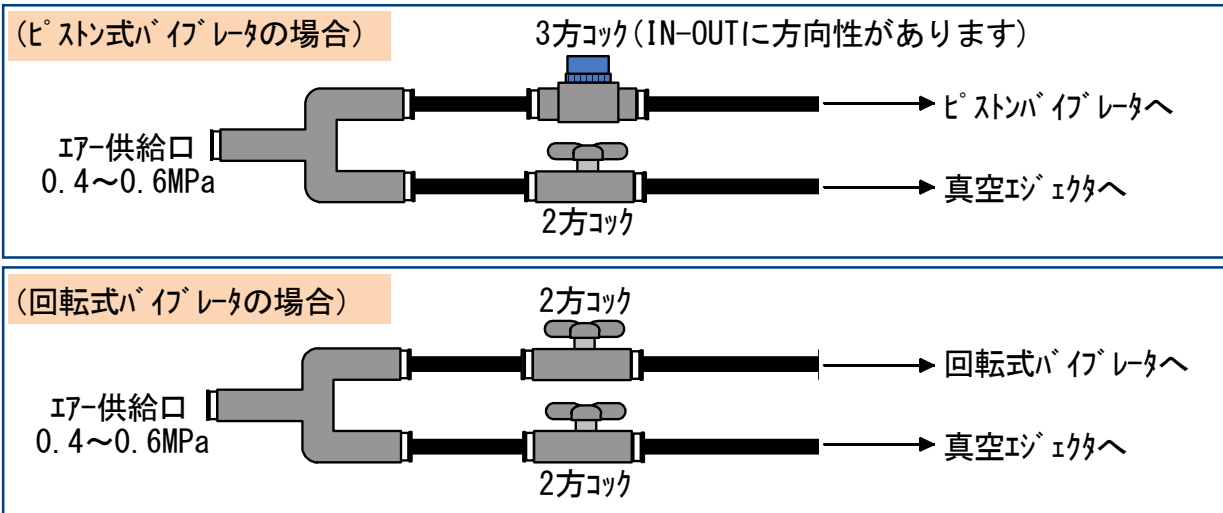 (ﾋﾟｽﾄﾝ式ﾊﾞｲﾌﾞﾚｰﾀの場合)
3方ｺｯｸ(IN-OUTに方向性があります)
ｴｱｰ供給口
0.4～0.6MPa
ﾋﾟｽﾄﾝﾊﾞｲﾌﾞﾚｰﾀへ
真空ｴｼﾞｪｸﾀへ
2方ｺｯｸ
(回転式ﾊﾞｲﾌﾞﾚｰﾀの場合)
2方ｺｯｸ
ｴｱｰ供給口
0.4～0.6MPa
回転式ﾊﾞｲﾌﾞﾚｰﾀへ
真空ｴｼﾞｪｸﾀへ
2方ｺｯｸ